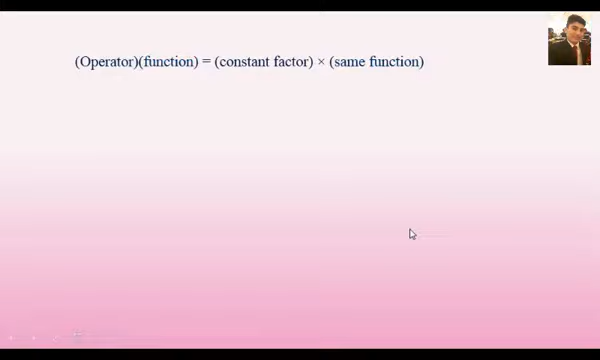 (Operator)(function) = (constant factor) × (same function)